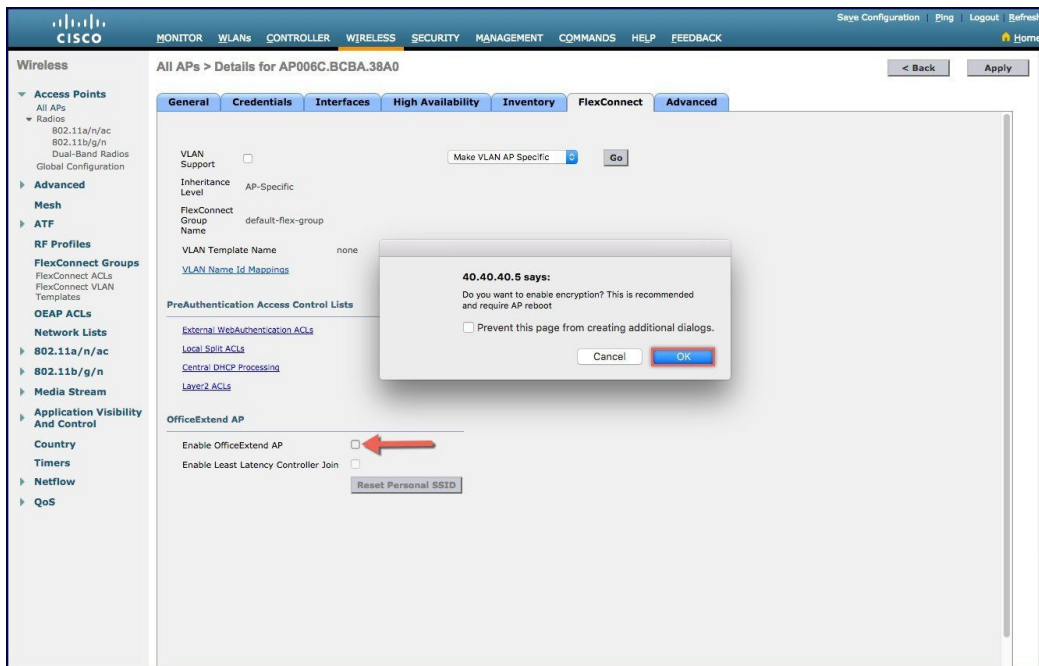 Save Configuration | Ping | Logout | Refresh
CISCO
MONITOR WLANs CONTROLLER WIRELESS SECURITY MANAGEMENT COMMANDS HELP FEEDBACK
Home
Wireless
All APs > Details for AP006C.BCBA.38A0
< Back
Apply
Access Points
All APs
Radios
802.11a/n/ac
802.11b/g/n
Dual-Band Radios
Global Configuration
Advanced
Mesh
ATF
RF Profiles
FlexConnect Groups
FlexConnect ACLs
FlexConnect VLAN
Templates
OEAP ACLs
Network Lists
802.11a/n/ac
802.11b/g/n
Media Stream
Application Visibility
And Control
Country
Timers
Netflow
QoS
General Credentials Interfaces High Availability Inventory FlexConnect Advanced
VLAN
Support
Make VLAN AP Specific
Go
Inheritance
Level
AP-Specific
FlexConnect
Group
Name
default-flex-group
VLAN Template Name none
VLAN Name Id Mappings
PreAuthentication Access Control Lists
External WebAuthentication ACLs
Local Split ACLs
Central DHCP Processing
Layer2 ACLs
OfficeExtend AP
Enable OfficeExtend AP
Enable Least Latency Controller Join
Reset Personal SSID
40.40.40.5 says:
Do you want to enable encryption? This is recommended
and require AP reboot
Prevent this page from creating additional dialogs.
Cancel
OK